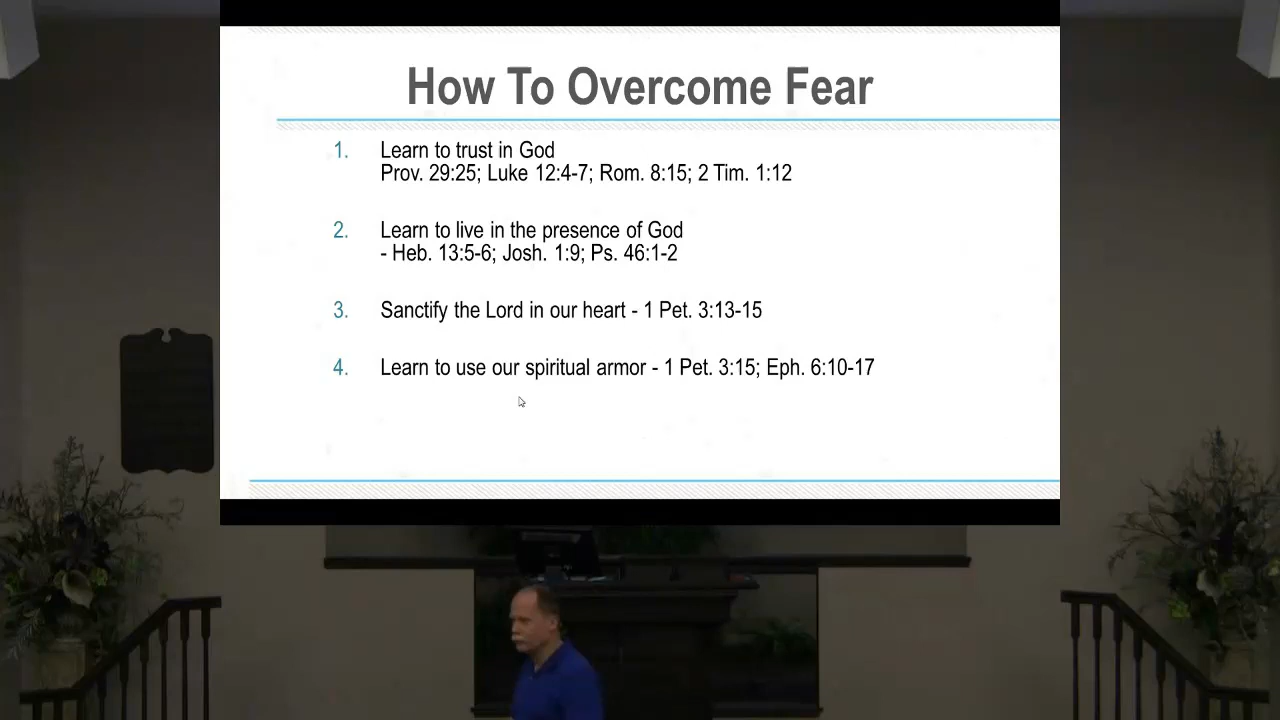 How To Overcome Fear
1. Learn to trust in God
Prov. 29:25; Luke 12:4-7; Rom. 8:15; 2 Tim. 1:12
2. Learn to live in the presence of God
- Heb. 13:5-6; Josh. 1:9; Ps. 46:1-2
3. Sanctify the Lord in our heart - 1 Pet. 3:13-15
4. Learn to use our spiritual armor - 1 Pet. 3:15; Eph. 6:10-17